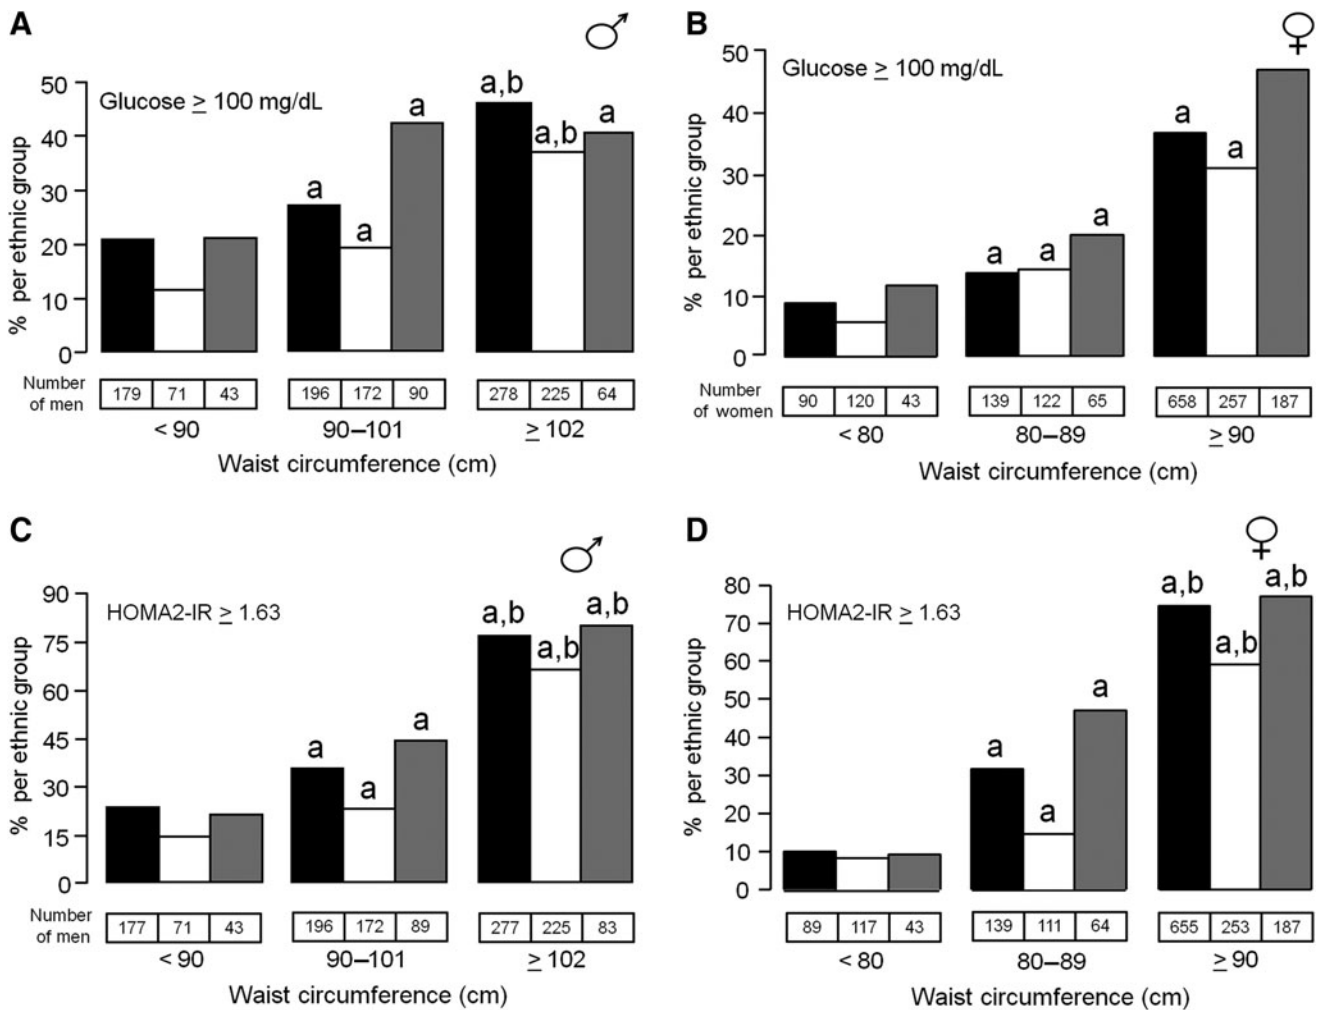 A
♂
50
40
30
20
10
0
% per ethnic group
Glucose ≥ 100 mg/dL
a
a
a
a,b
a,b
a
Number of men
179 71 43
196 172 90
278 225 64
< 90
90–101
≥ 102
Waist circumference (cm)
B
♀
50
40
30
20
10
0
% per ethnic group
Glucose ≥ 100 mg/dL
a
a
a
a
a
Number of women
90 120 43
139 122 65
658 257 187
< 80
80–89
≥ 90
Waist circumference (cm)
C
♂
90
75
60
45
30
15
0
% per ethnic group
HOMA2-IR ≥ 1.63
a
a
a
a,b
a,b
a,b
Number of men
177 71 43
196 172 89
277 225 83
< 90
90–101
≥ 102
Waist circumference (cm)
D
♀
80
70
60
50
40
30
20
10
0
% per ethnic group
HOMA2-IR ≥ 1.63
a
a
a
a,b
a,b
a,b
89 117 43
139 111 64
655 253 187
< 80
80–89
≥ 90
Waist circumference (cm)